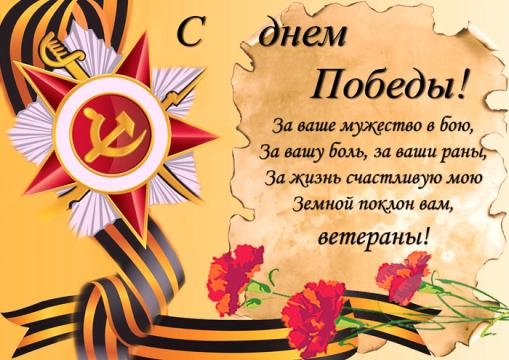 С днем
Победы!
За ваше мужество в бою,
За вашу боль, за ваши раны,
За жизнь счастливую мою
Земной поклон вам,
ветераны!